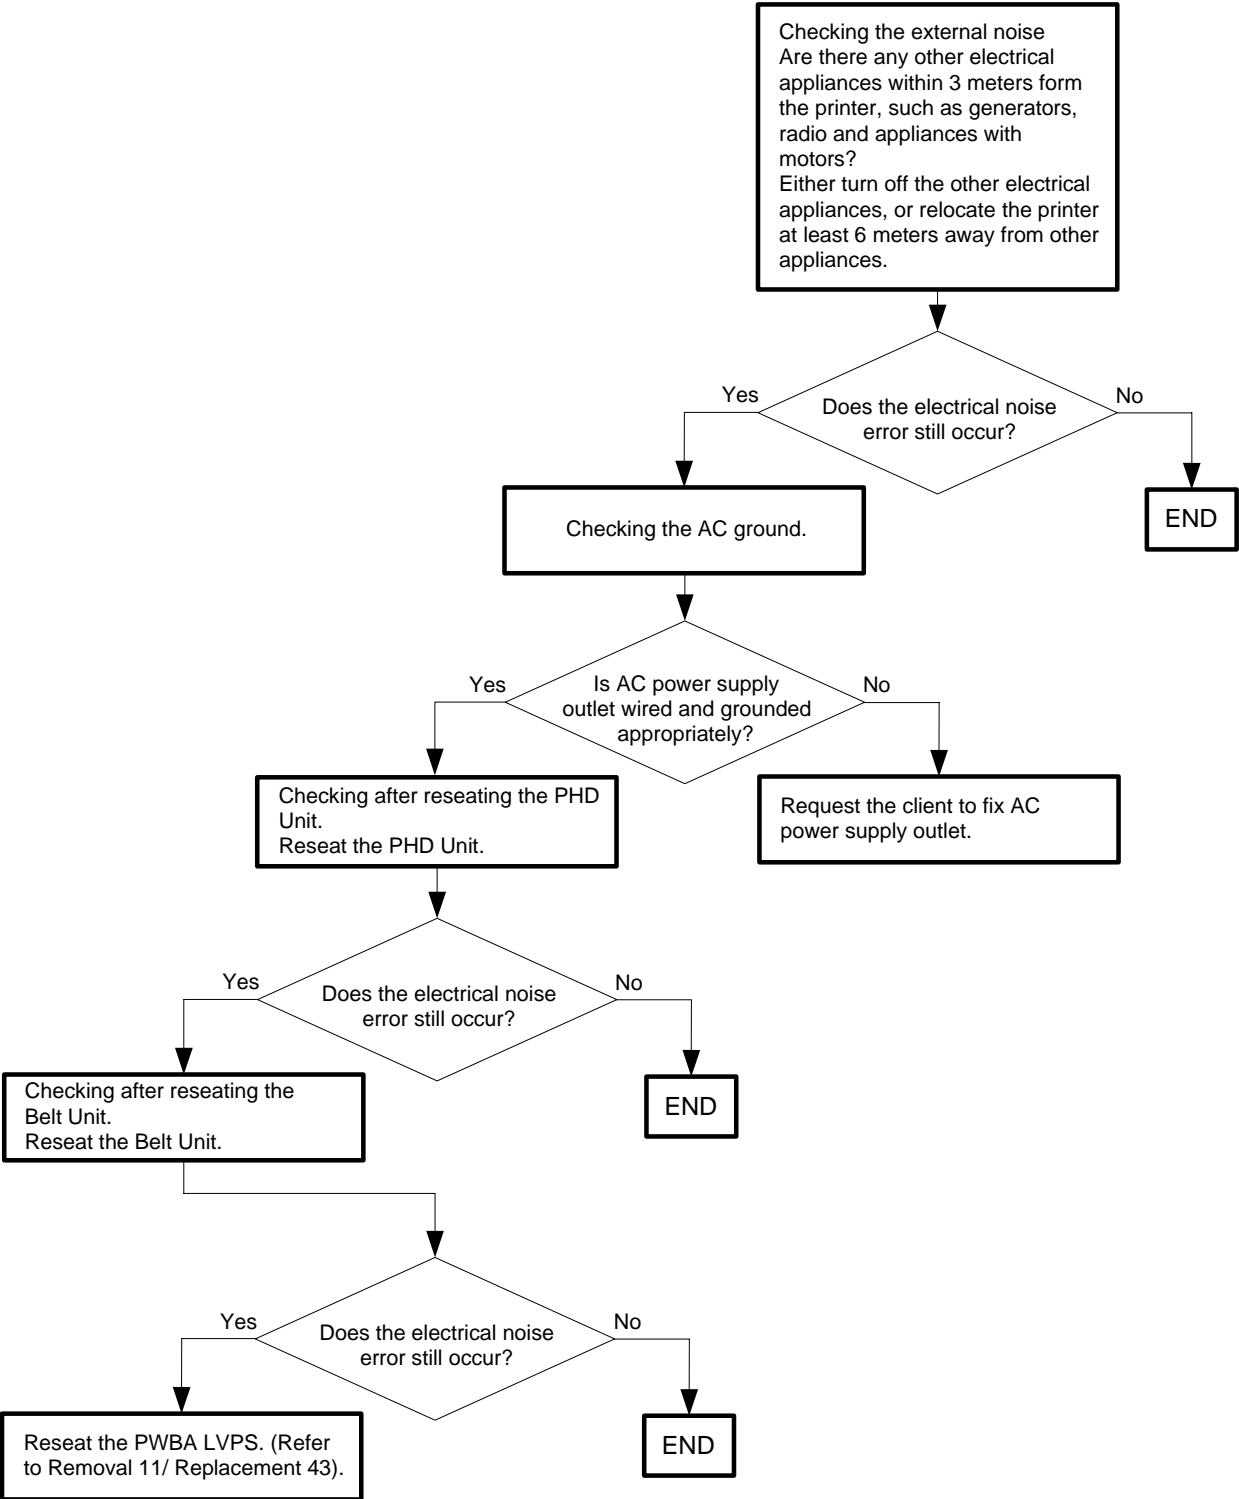 Checking the external noise
Are there any other electrical
appliances within 3 meters form
the printer, such as generators,
radio and appliances with
motors?
Either turn off the other electrical
appliances, or relocate the printer
at least 6 meters away from other
appliances.
Yes
Does the electrical noise
error still occur?
No
END
Checking the AC ground.
Yes
Is AC power supply
outlet wired and grounded
appropriately?
No
Checking after reseating the PHD
Unit.
Reseat the PHD Unit.
Request the client to fix AC
power supply outlet.
Yes
Does the electrical noise
error still occur?
No
END
Checking after reseating the
Belt Unit.
Reseat the Belt Unit.
Yes
Does the electrical noise
error still occur?
No
END
Reseat the PWBA LVPS. (Refer
to Removal 11/ Replacement 43).